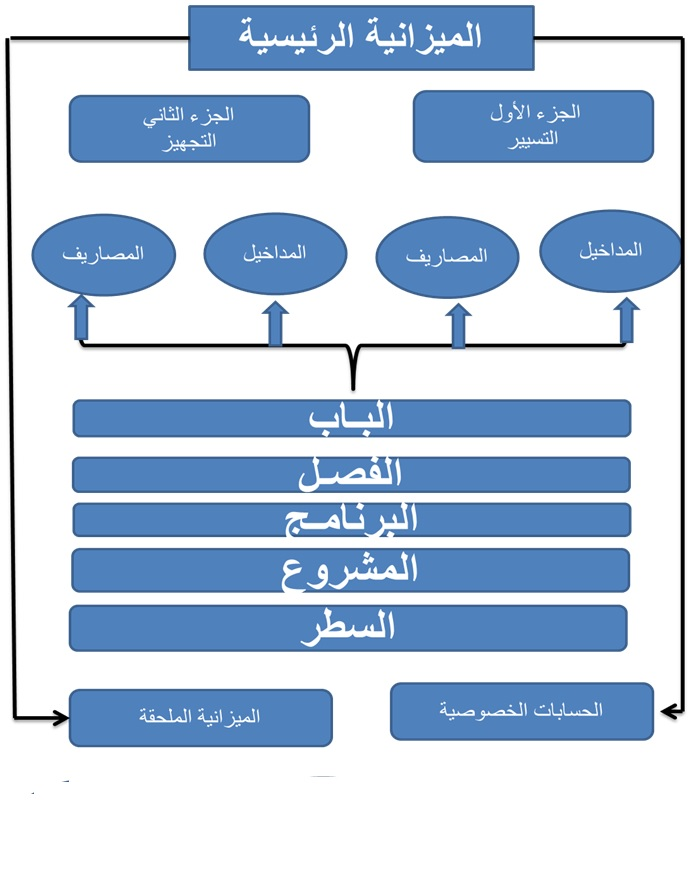 الميزانية الرئيسية
الجزء الأول
التسيير
الجزء الثاني
التجهيز
المداخيل
المصاريف
المداخيل
المصاريف
البـاب
الفصـل
البرنامـج
المشروع
السطر
الحسابات الخصوصية
الميزانية الملحقة